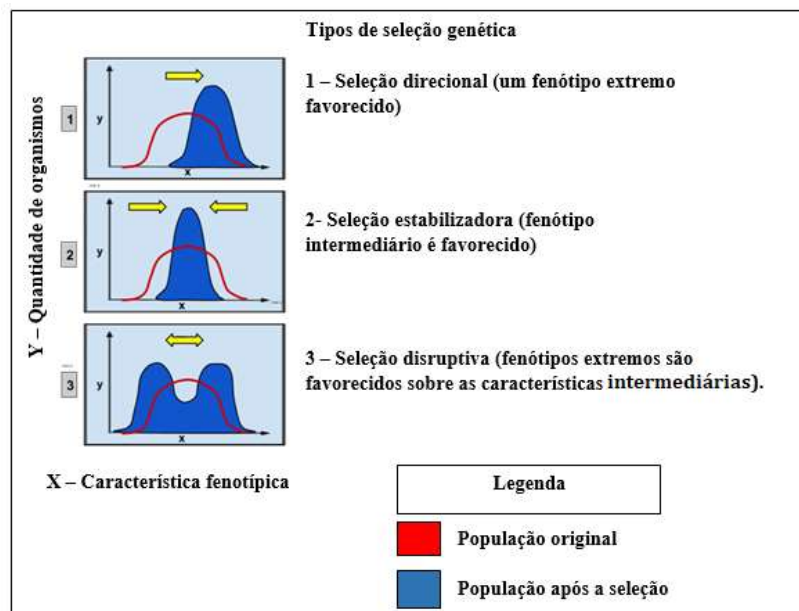 Tipos de seleção genética
Y – Quantidade de organismos
1
y
x
1 – Seleção direcional (um fenótipo extremo
favorecido)
2
y
x
2- Seleção estabilizadora (fenótipo
intermediário é favorecido)
3
y
x
3 – Seleção disruptiva (fenótipos extremos são
favorecidos sobre as características intermediárias).
X – Característica fenotípica
Legenda
População original
População após a seleção